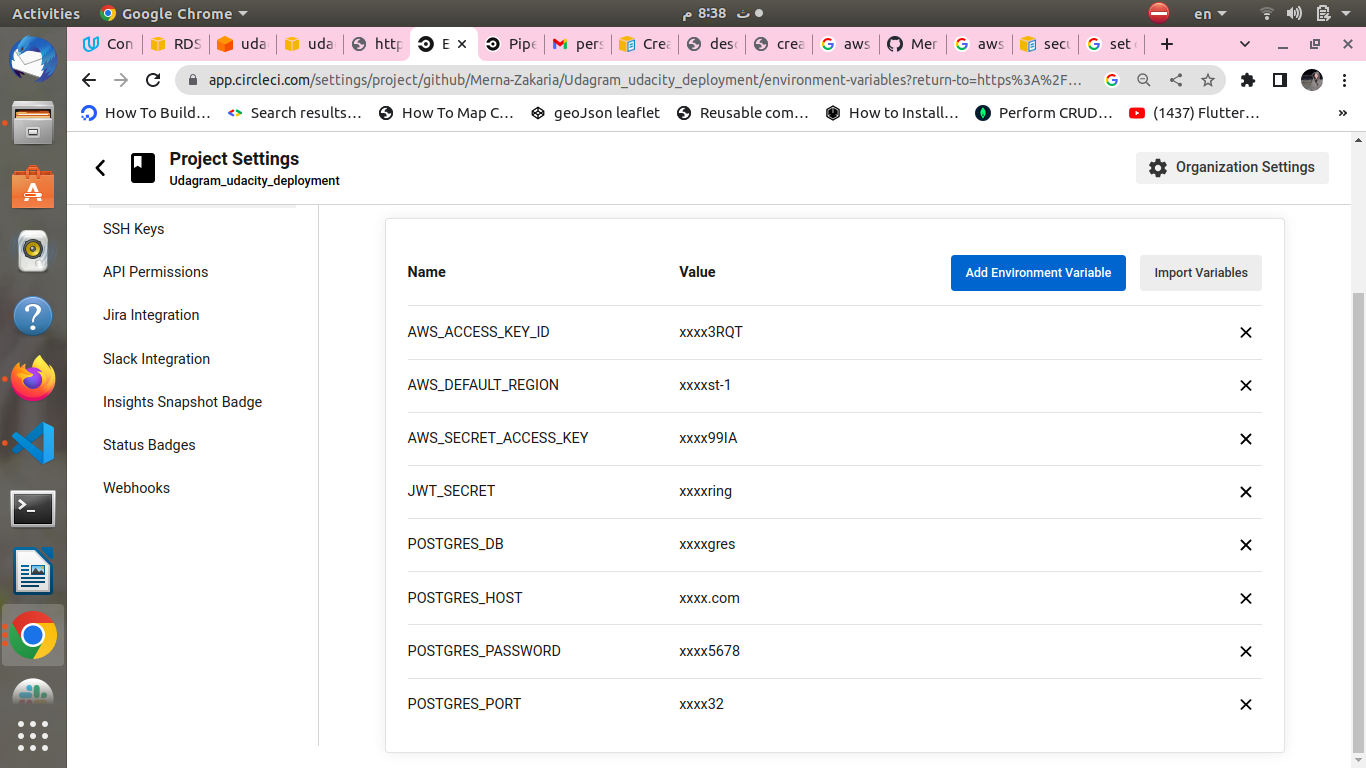 Activities Google Chrome م 8:38 ث en
Con RDS uda uda http E Pipe pers Crea desc crea aws Mer aws secu set
app.circleci.com/settings/project/github/Merna-Zakaria/Udagram_udacity_deployment/environment-variables?return-to=https%3A%2F...
How To Build... Search results... How To Map C... geoJson leaflet Reusable com... How to Install... Perform CRUD... (1437) Flutter... »
Project Settings
Udagram_udacity_deployment
Organization Settings
SSH Keys
API Permissions
Jira Integration
Slack Integration
Insights Snapshot Badge
Status Badges
Webhooks
Name Value Add Environment Variable Import Variables
AWS_ACCESS_KEY_ID xxxx3RQT
AWS_DEFAULT_REGION xxxxst-1
AWS_SECRET_ACCESS_KEY xxxx99IA
JWT_SECRET xxxxring
POSTGRES_DB xxxxgres
POSTGRES_HOST xxxx.com
POSTGRES_PASSWORD xxxx5678
POSTGRES_PORT xxxx32